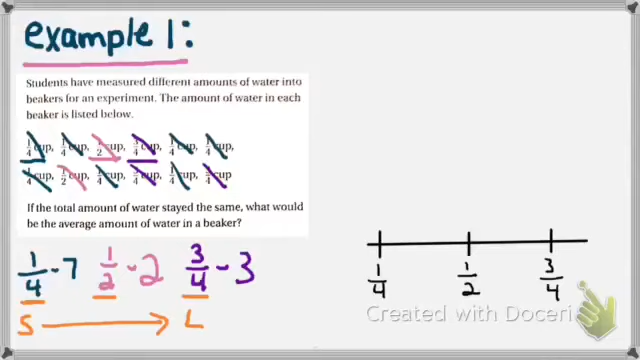 example 1:
Students have measured different amounts of water into
beakers for an experiment. The amount of water in each
beaker is listed below.
1/4 cup, 1/4 cup, 1/2 cup, 3/4 cup, 1/4 cup, 1/4 cup,
1/4 cup, 1/2 cup, 1/4 cup, 3/4 cup, 1/4 cup, 3/4 cup
If the total amount of water stayed the same, what would
be the average amount of water in a beaker?
1/4 - 7 1/2 - 2 3/4 - 3
S L
1/4 1/2 3/4
Created with Doceri